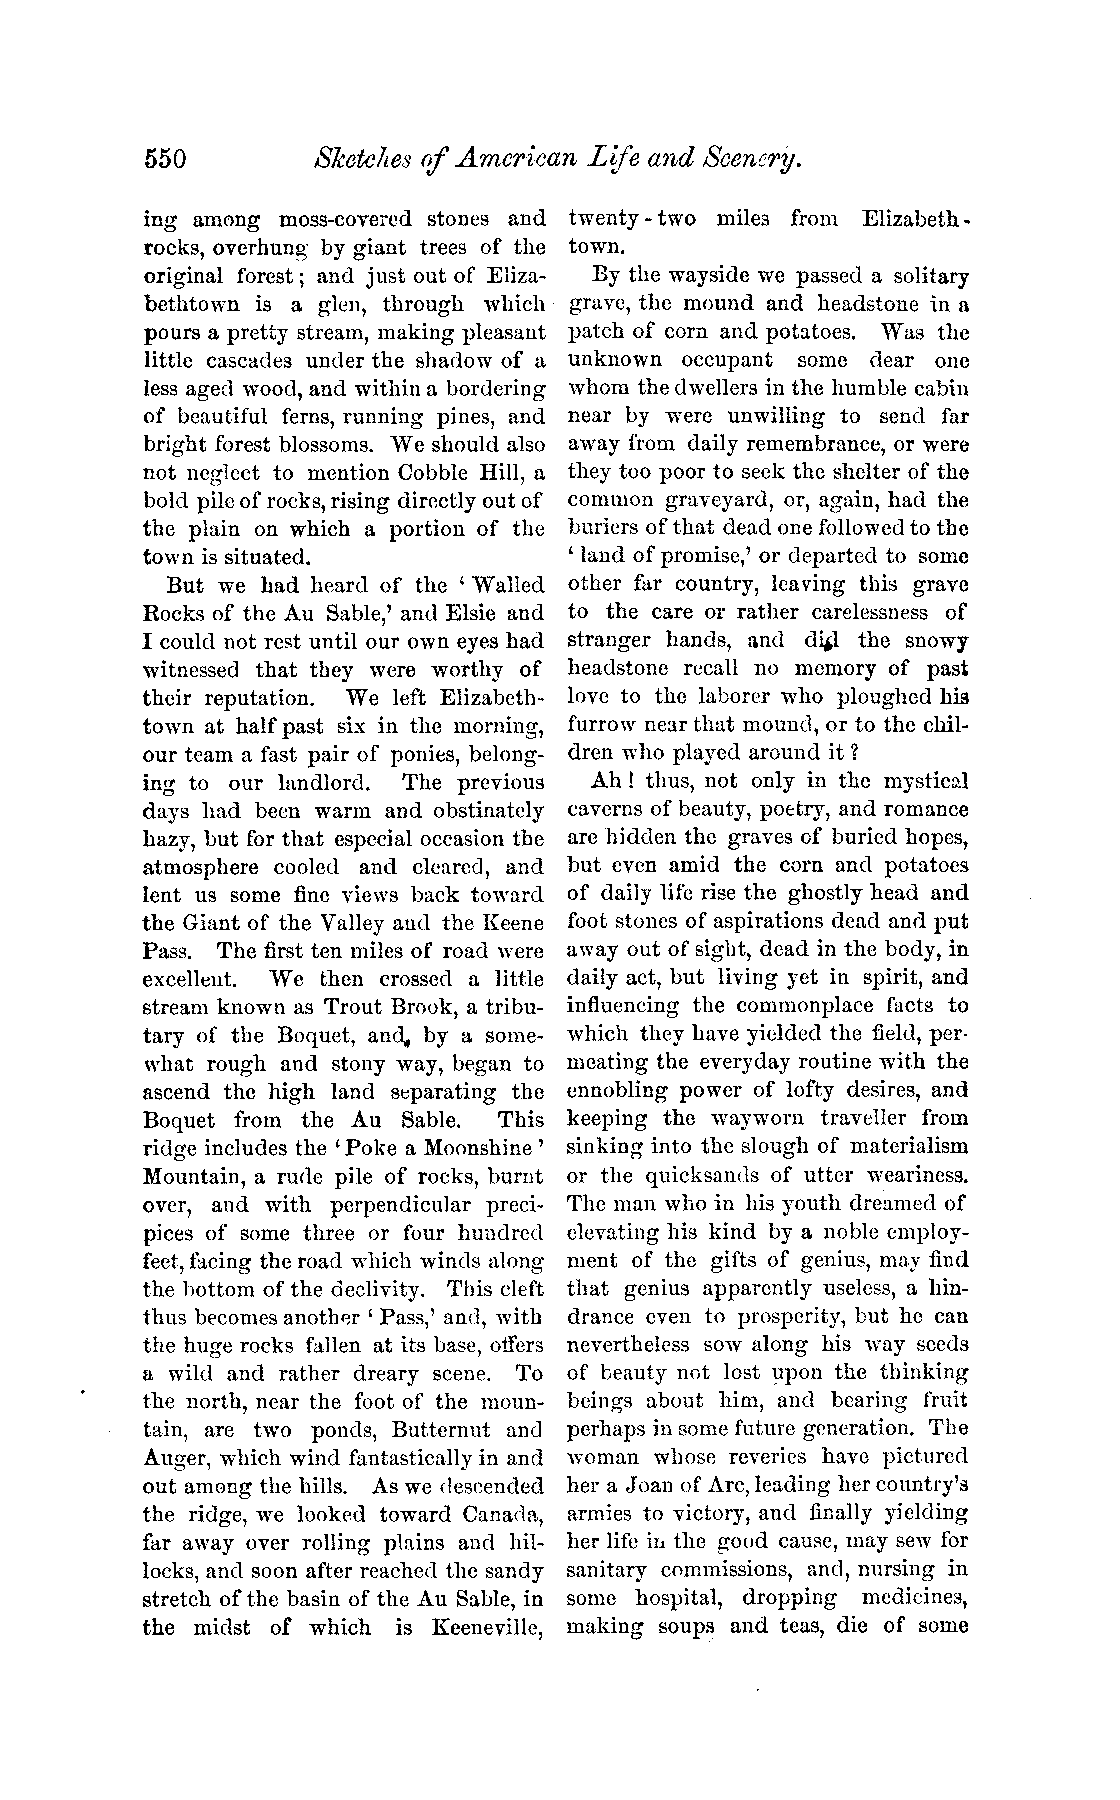 550 Sketches of American Life and Scenery.
ing among moss-covered stones and
rocks, overhung by giant trees of the
original forest; and just out of Eliza-
bethtown is a glen, through which
pours a pretty stream, making pleasant
little cascades under the shadow of a
less aged wood, and within a bordering
of beautiful ferns, running pines, and
bright forest blossoms. We should also
not neglect to mention Cobble Hill, a
bold pile of rocks, rising directly out of
the plain on which a portion of the
town is situated.
But we had heard of the ‘Walled
Rocks of the Au Sable,’ and Elsie and
I could not rest until our own eyes had
witnessed that they were worthy of
their reputation. We left Elizabeth-
town at half past six in the morning,
our team a fast pair of ponies, belong-
ing to our landlord. The previous
days had been warm and obstinately
hazy, but for that especial occasion the
atmosphere cooled and cleared, and
lent us some fine views back toward
the Giant of the Valley and the Keene
Pass. The first ten miles of road were
excellent. We then crossed a little
stream known as Trout Brook, a tribu-
tary of the Boquet, and, by a some-
what rough and stony way, began to
ascend the high land separating the
Boquet from the Au Sable. This
ridge includes the ‘Poke a Moonshine’
Mountain, a rude pile of rocks, burnt
over, and with perpendicular preci-
pices of some three or four hundred
feet, facing the road which winds along
the bottom of the declivity. This cleft
thus becomes another ‘Pass,’ and, with
the huge rocks fallen at its base, offers
a wild and rather dreary scene. To
the north, near the foot of the moun-
tain, are two ponds, Butternut and
Auger, which wind fantastically in and
out among the hills. As we descended
the ridge, we looked toward Canada,
far away over rolling plains and hil-
locks, and soon after reached the sandy
stretch of the basin of the Au Sable, in
the midst of which is Keeneville,
twenty-two miles from Elizabeth-
town.
By the wayside we passed a solitary
grave, the mound and headstone in a
patch of corn and potatoes. Was the
unknown occupant some dear one
whom the dwellers in the humble cabin
near by were unwilling to send far
away from daily remembrance, or were
they too poor to seek the shelter of the
common graveyard, or, again, had the
buriers of that dead one followed to the
‘land of promise,’ or departed to some
other far country, leaving this grave
to the care or rather carelessness of
stranger hands, and did the snowy
headstone recall no memory of past
love to the laborer who ploughed his
furrow near that mound, or to the chil-
dren who played around it?
Ah! thus, not only in the mystical
caverns of beauty, poetry, and romance
are hidden the graves of buried hopes,
but even amid the corn and potatoes
of daily life rise the ghostly head and
foot stones of aspirations dead and put
away out of sight, dead in the body, in
daily act, but living yet in spirit, and
influencing the commonplace facts to
which they have yielded the field, per-
meating the everyday routine with the
ennobling power of lofty desires, and
keeping the wayworn traveller from
sinking into the slough of materialism
or the quicksands of utter weariness.
The man who in his youth dreamed of
elevating his kind by a noble employ-
ment of the gifts of genius, may find
that genius apparently useless, a hin-
drance even to prosperity, but he can
nevertheless sow along his way seeds
of beauty not lost upon the thinking
beings about him, and bearing fruit
perhaps in some future generation. The
woman whose reveries have pictured
her a Joan of Arc, leading her country’s
armies to victory, and finally yielding
her life in the good cause, may sew for
sanitary commissions, and, nursing in
some hospital, dropping medicines,
making soups and teas, die of some